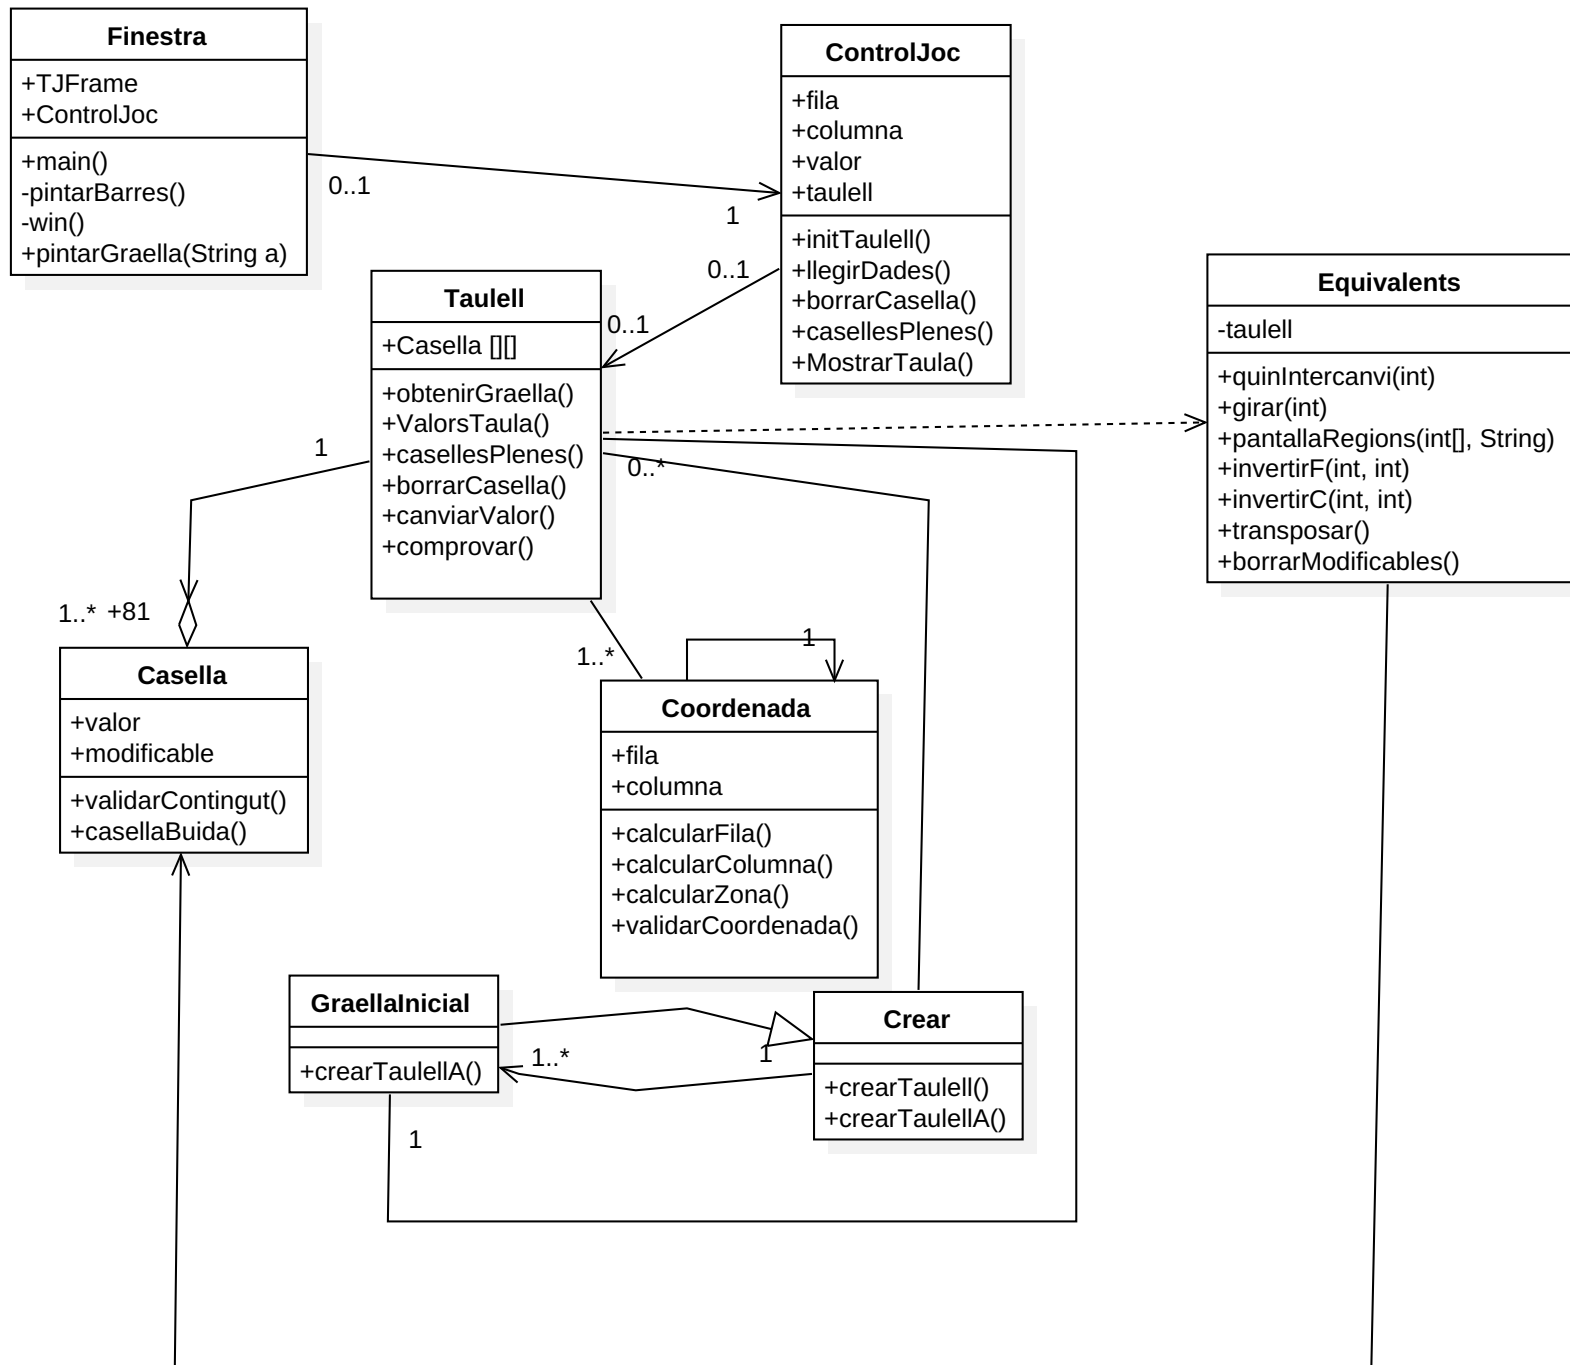 Finestra
+TJFrame
+ControlJoc
+main()
-pintarBarres()
-win()
+pintarGraella(String a)
0..1
1
ControlJoc
+fila
+columna
+valor
+taulell
+initTaulell()
+llegirDades()
+borrarCasella()
+casellesPlenes()
+MostrarTaula()
0..1
0..1
Taulell
+Casella [][]
+obtenirGraella()
+ValorsTaula()
+casellesPlenes()
+borrarCasella()
+canviarValor()
+comprovar()
Equivalents
-taulell
+quinIntercanvi(int)
+girar(int)
+pantallaRegions(int[], String)
+invertirF(int, int)
+invertirC(int, int)
+transposar()
+borrarModificables()
1
0..*
1..* +81
Casella
+valor
+modificable
+validarContingut()
+casellaBuida()
1..*
1
Coordenada
+fila
+columna
+calcularFila()
+calcularColumna()
+calcularZona()
+validarCoordenada()
GraellaInicial
+crearTaulellA()
1..*
1
Crear
+crearTaulell()
+crearTaulellA()
1